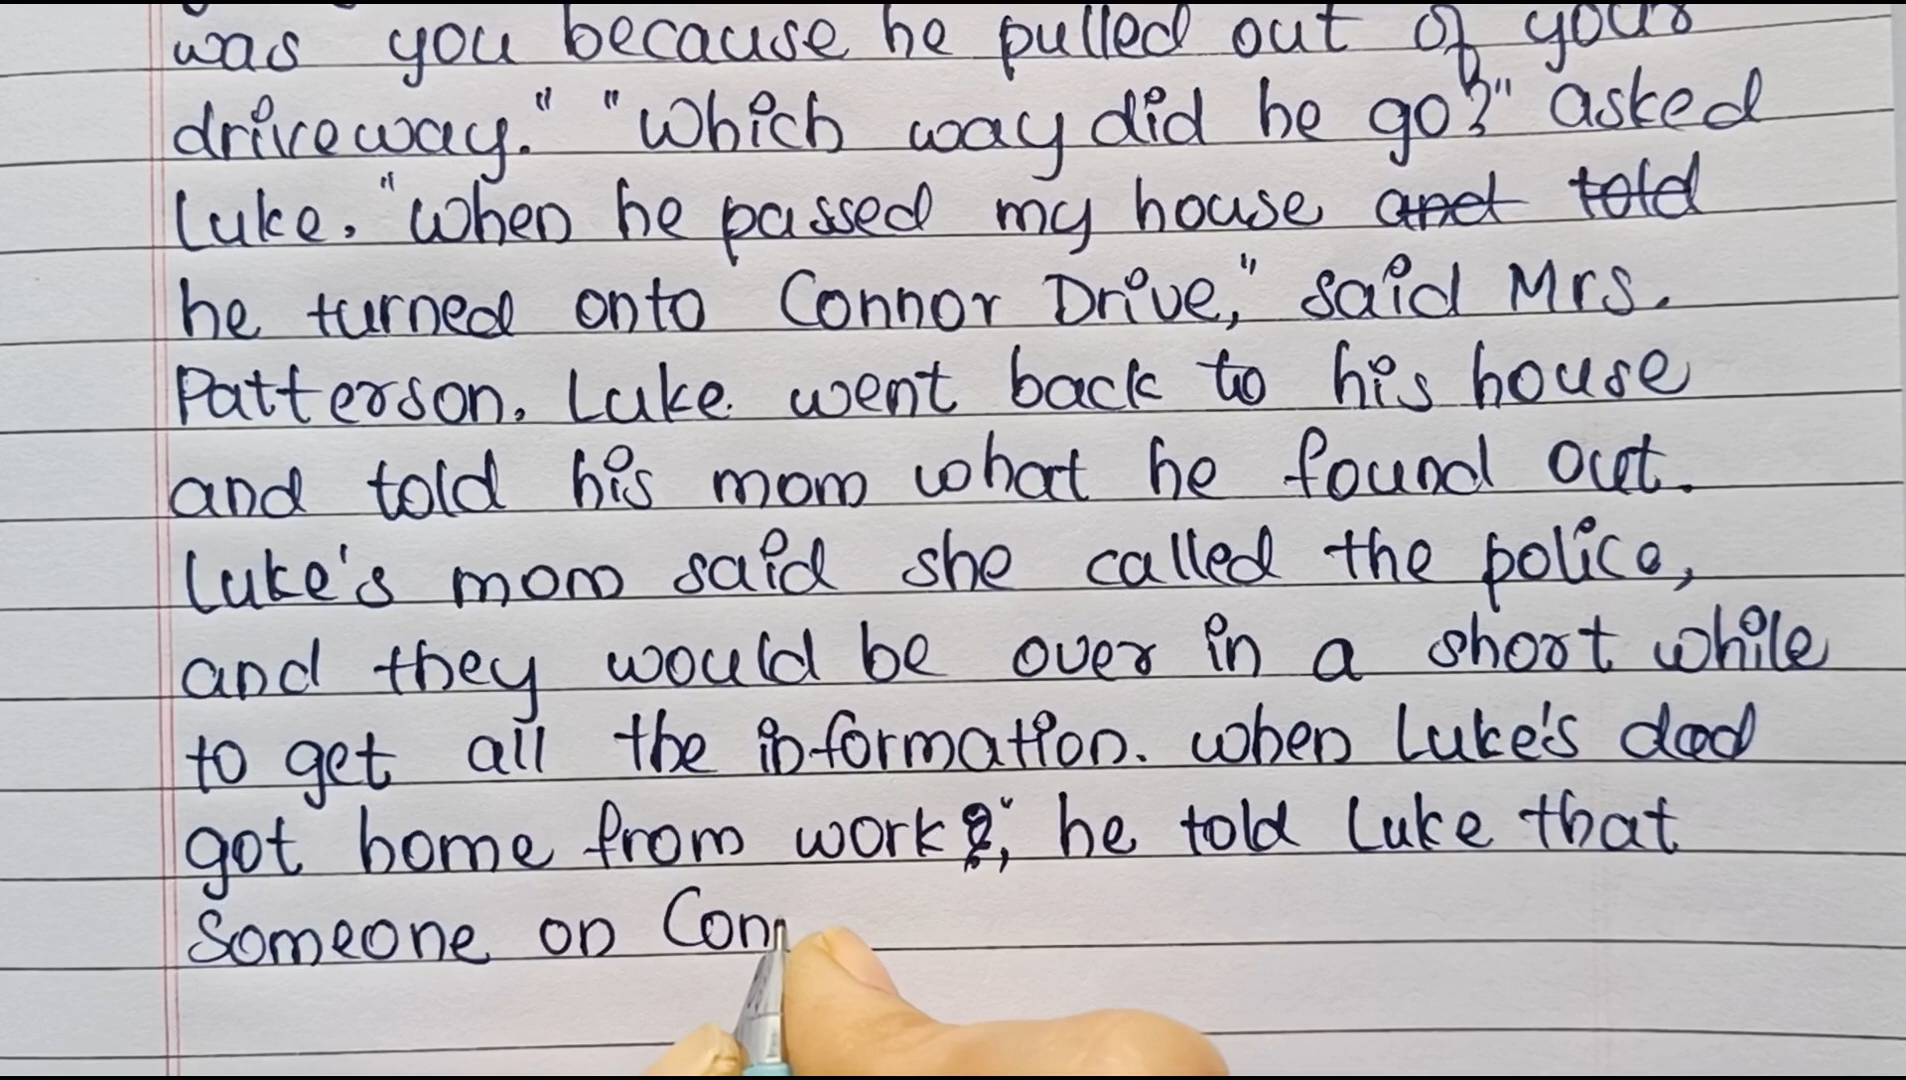 was you because he pulled out of your
driveway." "Which way did he go?" asked
Luke. "When he passed my house and told
he turned onto Connor Drive," said Mrs.
Patterson. Luke went back to his house
and told his mom what he found out.
Luke's mom said she called the police,
and they would be over in a short while
to get all the information. when Luke's dad
got home from work, he told Luke that
Someone on Con